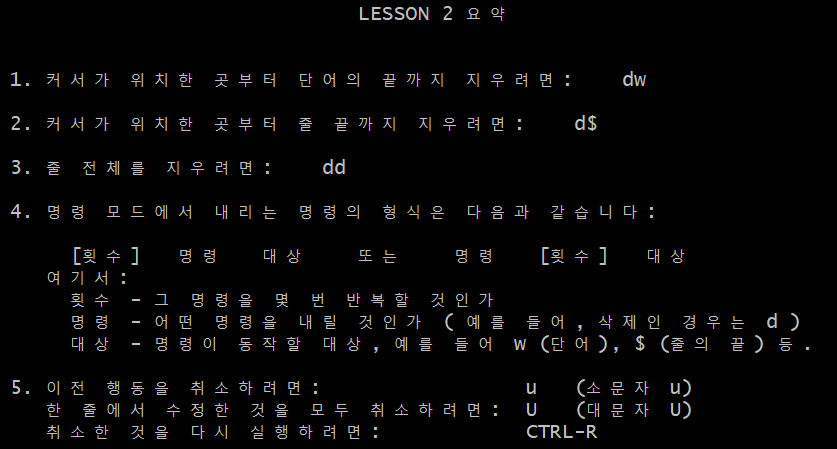 LESSON 2 요약
1. 커서가 위치한 곳부터 단어의 끝까지 지우려면: dw
2. 커서가 위치한 곳부터 줄 끝까지 지우려면: d$
3. 줄 전체를 지우려면: dd
4. 명령 모드에서 내리는 명령의 형식은 다음과 같습니다:
[횟수] 명령 대상 또는 명령 [횟수] 대상
여기서:
횟수 - 그 명령을 몇 번 반복할 것인가
명령 - 어떤 명령을 내릴 것인가 ( 예를 들어, 삭제인 경우는 d )
대상 - 명령이 동작할 대상, 예를 들어 w (단어), $ (줄의 끝) 등.
5. 이전 행동을 취소하려면: u (소문자 u)
한 줄에서 수정한 것을 모두 취소하려면: U (대문자 U)
취소한 것을 다시 실행하려면: CTRL-R